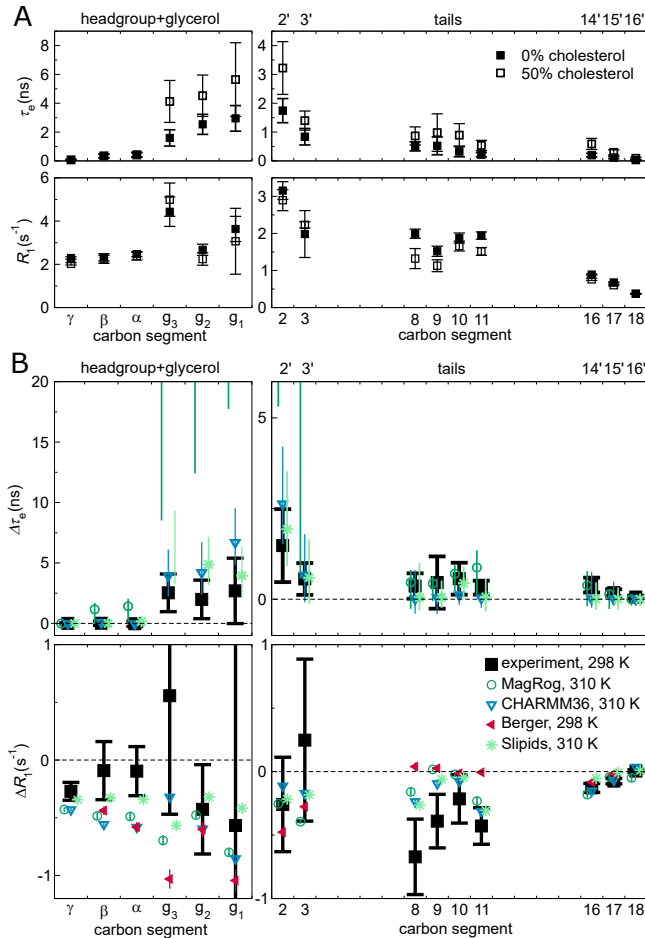 A
headgroup+glycerol
2' 3' tails 14' 15' 16'
τe(ns)
8
6
4
2
0
4
3
2
1
0
0% cholesterol
50% cholesterol
R1(s-1)
6
4
2
0
3
2
1
0
γ β α g3 g2 g1
carbon segment
2 3 8 9 10 11 16 17 18
carbon segment
B
headgroup+glycerol
2' 3' tails 14' 15' 16'
Δτe(ns)
20
15
10
5
0
6
0
ΔR1(s-1)
1
0
-1
0
-1
experiment, 298 K
MagRog, 310 K
CHARMM36, 310 K
Berger, 298 K
Slipids, 310 K
γ β α g3 g2 g1
carbon segment
2 3 8 9 10 11 16 17 18
carbon segment